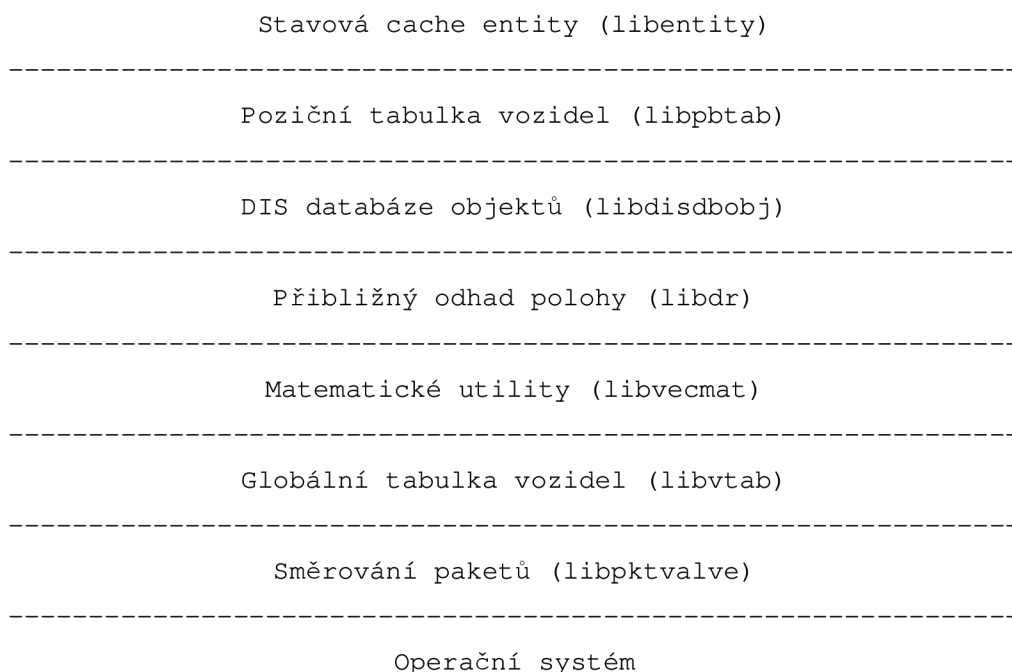 Stavová cache entity (libentity)
----------------------------------------------------------------
Poziční tabulka vozidel (libpbtab)
----------------------------------------------------------------
DIS databáze objektů (libdisdbobj)
----------------------------------------------------------------
Přibližný odhad polohy (libdr)
----------------------------------------------------------------
Matematické utility (libvecmat)
----------------------------------------------------------------
Globální tabulka vozidel (libvtab)
----------------------------------------------------------------
Směrování paketů (libpktvalve)
----------------------------------------------------------------
Operační systém